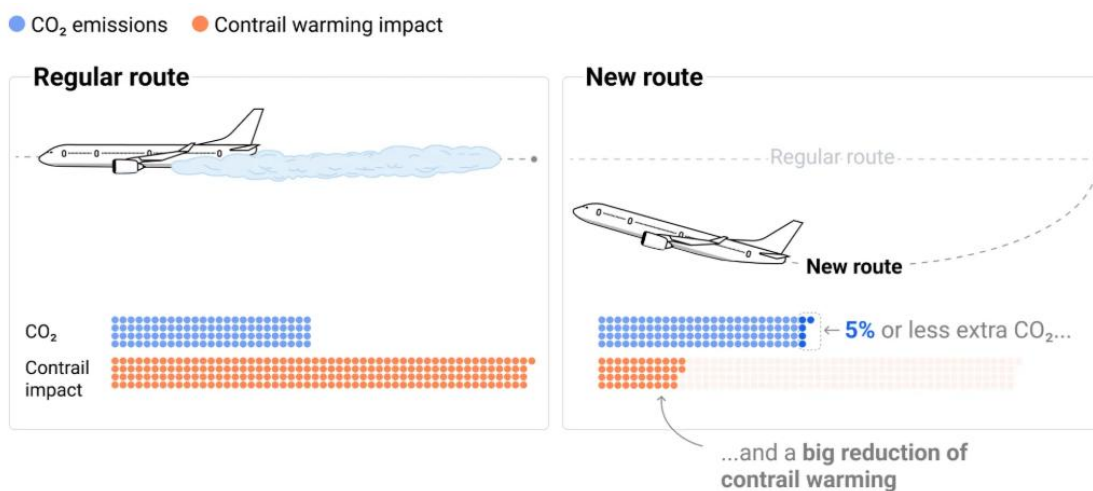 CO₂ emissions
Contrail warming impact
Regular route
CO₂
Contrail
impact
New route
Regular route
New route
← 5% or less extra CO₂...
...and a big reduction of
contrail warming